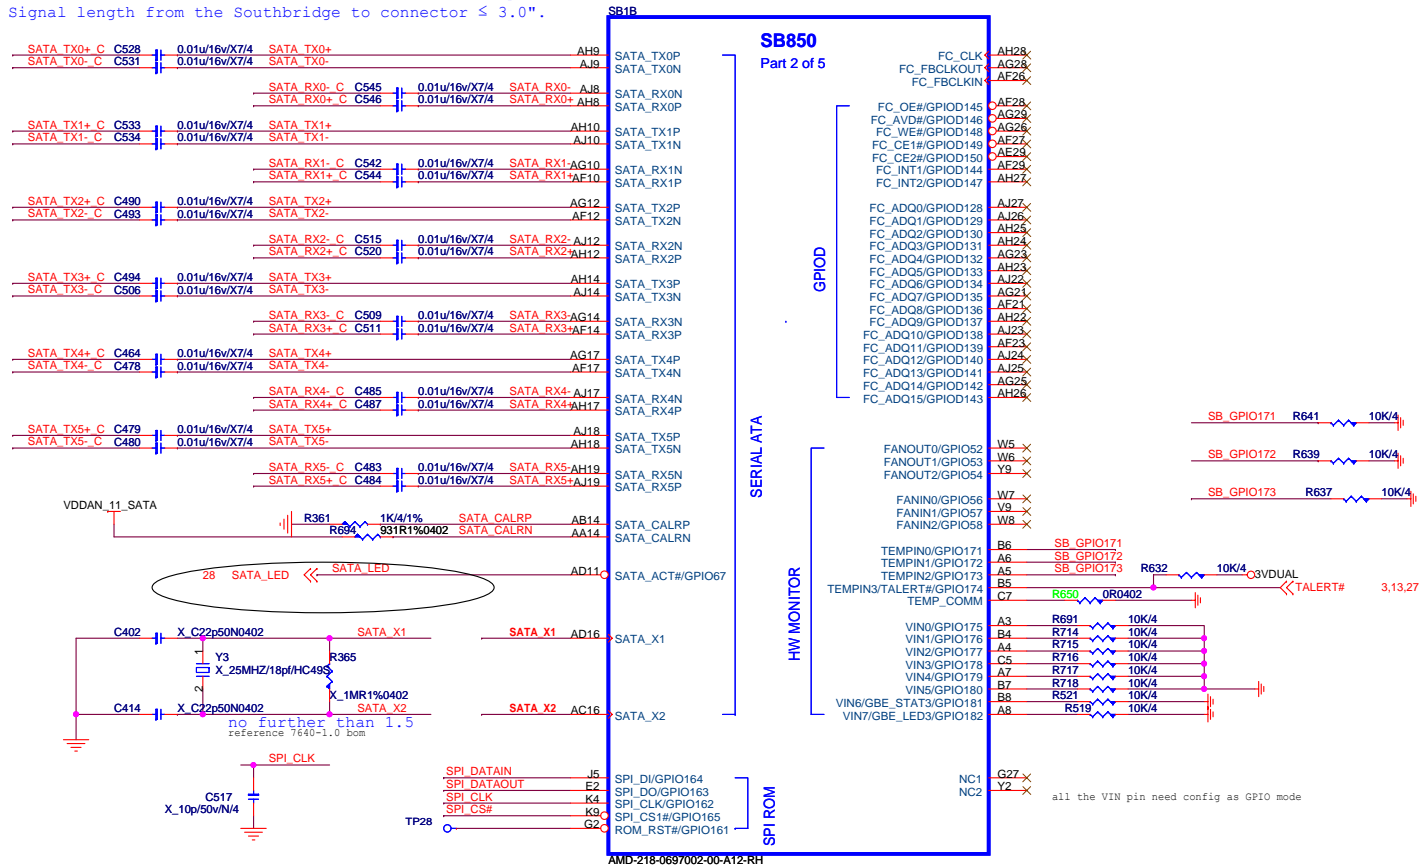 Signal length from the Southbridge to connector ≤ 3.0".
SB1B
SB850
Part 2 of 5
SATA_TX0+_C C528 0.01u/16v/X7/4 SATA_TX0+ AH9 SATA_TX0P
SATA_TX0-_C C531 0.01u/16v/X7/4 SATA_TX0- AJ9 SATA_TX0N
SATA_RX0-_C C545 0.01u/16v/X7/4 SATA_RX0- AJ8 SATA_RX0N
SATA_RX0+_C C546 0.01u/16v/X7/4 SATA_RX0+ AH8 SATA_RX0P
SATA_TX1+_C C533 0.01u/16v/X7/4 SATA_TX1+ AH10 SATA_TX1P
SATA_TX1-_C C534 0.01u/16v/X7/4 SATA_TX1- AJ10 SATA_TX1N
SATA_RX1-_C C542 0.01u/16v/X7/4 SATA_RX1- AG10 SATA_RX1N
SATA_RX1+_C C544 0.01u/16v/X7/4 SATA_RX1+ AF10 SATA_RX1P
SATA_TX2+_C C490 0.01u/16v/X7/4 SATA_TX2+ AG12 SATA_TX2P
SATA_TX2-_C C493 0.01u/16v/X7/4 SATA_TX2- AF12 SATA_TX2N
SATA_RX2-_C C515 0.01u/16v/X7/4 SATA_RX2- AJ12 SATA_RX2N
SATA_RX2+_C C520 0.01u/16v/X7/4 SATA_RX2+ AH12 SATA_RX2P
SATA_TX3+_C C494 0.01u/16v/X7/4 SATA_TX3+ AH14 SATA_TX3P
SATA_TX3-_C C506 0.01u/16v/X7/4 SATA_TX3- AJ14 SATA_TX3N
SATA_RX3-_C C509 0.01u/16v/X7/4 SATA_RX3- AG14 SATA_RX3N
SATA_RX3+_C C511 0.01u/16v/X7/4 SATA_RX3+ AF14 SATA_RX3P
SATA_TX4+_C C464 0.01u/16v/X7/4 SATA_TX4+ AG17 SATA_TX4P
SATA_TX4-_C C478 0.01u/16v/X7/4 SATA_TX4- AF17 SATA_TX4N
SATA_RX4-_C C485 0.01u/16v/X7/4 SATA_RX4- AJ17 SATA_RX4N
SATA_RX4+_C C487 0.01u/16v/X7/4 SATA_RX4+ AH17 SATA_RX4P
SATA_TX5+_C C479 0.01u/16v/X7/4 SATA_TX5+ AJ18 SATA_TX5P
SATA_TX5-_C C480 0.01u/16v/X7/4 SATA_TX5- AH18 SATA_TX5N
SATA_RX5-_C C483 0.01u/16v/X7/4 SATA_RX5- AH19 SATA_RX5N
SATA_RX5+_C C484 0.01u/16v/X7/4 SATA_RX5+ AJ19 SATA_RX5P
VDDAN_11_SATA
R361 1K/4/1% SATA_CALRP AB14 SATA_CALRP
R694 931R1%0402 SATA_CALRN AA14 SATA_CALRN
28 SATA_LED SATA_LED AD11 SATA_ACT#/GPIO67
C402 X_C22p50N0402 SATA_X1 SATA_X1 AD16 SATA_X1
1
Y3
X_25MHZ/18pf/HC49S
2
R365
X_1MR1%0402
C414 X_C22p50N0402 SATA_X2 SATA_X2 AC16 SATA_X2
no further than 1.5
reference 7640-1.0 bom
SPI_CLK
C517
X_10p/50v/N/4
SPI_DATAIN J5 SPI_DI/GPIO164
SPI_DATAOUT E2 SPI_DO/GPIO163
SPI_CLK K4 SPI_CLK/GPIO162
SPI_CS# K9 SPI_CS1#/GPIO165
TP28 G2 ROM_RST#/GPIO161
SERIAL ATA
SPI ROM
FC_CLK AH28
FC_FBCLKOUT AG28
FC_FBCLKIN AF26
FC_OE#/GPIOD145 AF28
FC_AVD#/GPIOD146 AG29
FC_WE#/GPIOD148 AG26
FC_CE1#/GPIOD149 AF27
FC_CE2#/GPIOD150 AE29
FC_INT1/GPIOD144 AF29
FC_INT2/GPIOD147 AH27
FC_ADQ0/GPIOD128 AJ27
FC_ADQ1/GPIOD129 AJ26
FC_ADQ2/GPIOD130 AH25
FC_ADQ3/GPIOD131 AH24
FC_ADQ4/GPIOD132 AG23
FC_ADQ5/GPIOD133 AH23
FC_ADQ6/GPIOD134 AJ22
FC_ADQ7/GPIOD135 AG21
FC_ADQ8/GPIOD136 AF21
FC_ADQ9/GPIOD137 AH22
FC_ADQ10/GPIOD138 AJ23
FC_ADQ11/GPIOD139 AF23
FC_ADQ12/GPIOD140 AJ24
FC_ADQ13/GPIOD141 AJ25
FC_ADQ14/GPIOD142 AG25
FC_ADQ15/GPIOD143 AH26
GPIOD
SB_GPIO171 R641 10K/4
SB_GPIO172 R639 10K/4
SB_GPIO173 R637 10K/4
FANOUT0/GPIO52 W5
FANOUT1/GPIO53 W6
FANOUT2/GPIO54 Y9
FANIN0/GPIO56 W7
FANIN1/GPIO57 V9
FANIN2/GPIO58 W8
HW MONITOR
TEMPIN0/GPIO171 B6 SB_GPIO171
TEMPIN1/GPIO172 A6 SB_GPIO172
TEMPIN2/GPIO173 A5 SB_GPIO173 R632 10K/4 3VDUAL
TEMPIN3/TALERT#/GPIO174 B5 TALERT# 3,13,27
TEMP_COMM C7 R650 0R0402
VIN0/GPIO175 A3 R691 10K/4
VIN1/GPIO176 B4 R714 10K/4
VIN2/GPIO177 A4 R715 10K/4
VIN3/GPIO178 C5 R716 10K/4
VIN4/GPIO179 A7 R717 10K/4
VIN5/GPIO180 B7 R718 10K/4
VIN6/GBE_STAT3/GPIO181 B8 R521 10K/4
VIN7/GBE_LED3/GPIO182 A8 R519 10K/4
NC1 G27
NC2 Y2
all the VIN pin need config as GPIO mode
AMD-218-0697002-00-A12-RH